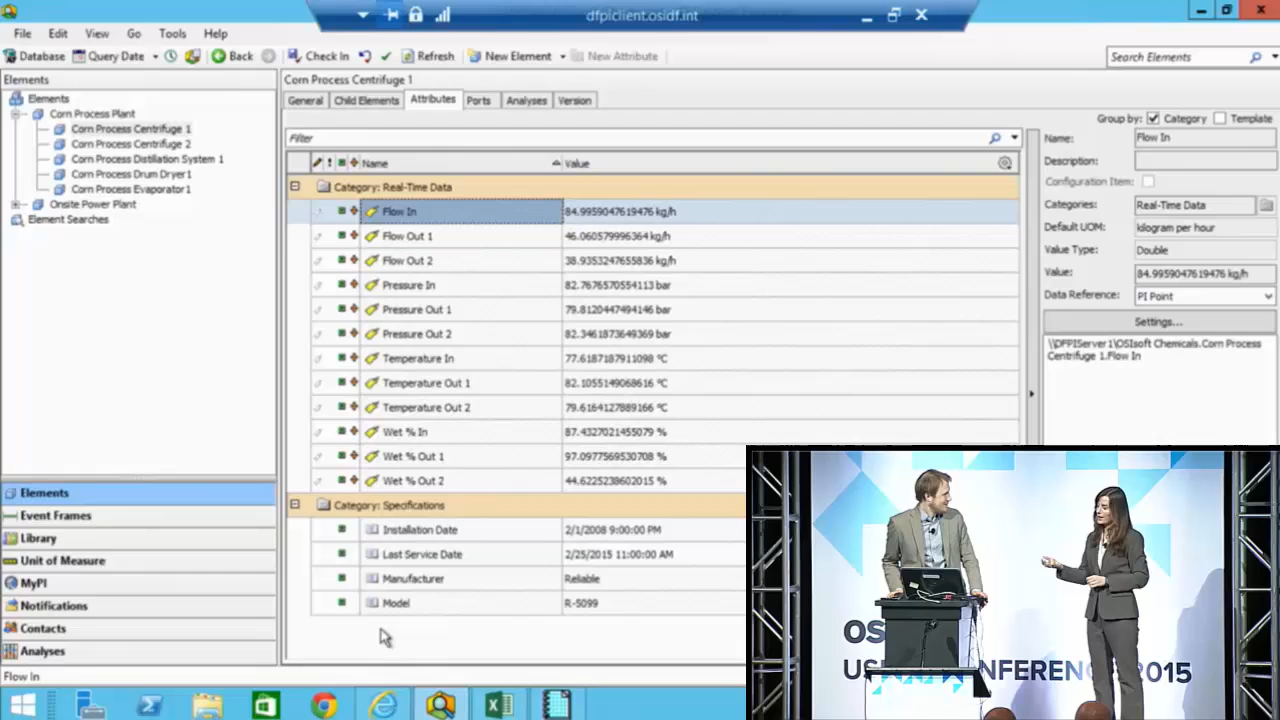 dfpiclient.osidf.int
File Edit View Go Tools Help
Database Query Date Back Check In Refresh New Element New Attribute Search Elements
Elements
Elements
Corn Process Plant
Corn Process Centrifuge 1
Corn Process Centrifuge 2
Corn Process Distillation System 1
Corn Process Drum Dryer1
Corn Process Evaporator1
Onsite Power Plant
Element Searches
Elements
Event Frames
Library
Unit of Measure
MyPI
Notifications
Contacts
Analyses
Flow In
Corn Process Centrifuge 1
General Child Elements Attributes Ports Analyses Version
Filter
Name Value
Category: Real-Time Data
Flow In 84.9959047619476 kg/h
Flow Out 1 46.060579996364 kg/h
Flow Out 2 38.9353247655836 kg/h
Pressure In 82.7676570554113 bar
Pressure Out 1 79.8120447494146 bar
Pressure Out 2 82.3461873649369 bar
Temperature In 77.6187187911098 °C
Temperature Out 1 82.1055149068616 °C
Temperature Out 2 79.6164127889166 °C
Wet % In 87.4327021455079 %
Wet % Out 1 97.0977569530708 %
Wet % Out 2 44.6225238602015 %
Category: Specifications
Installation Date 2/1/2008 9:00:00 PM
Last Service Date 2/25/2015 11:00:00 AM
Manufacturer Reliable
Model R-5099
Group by: Category Template
Name: Flow In
Description:
Configuration Item:
Categories: Real-Time Data
Default UOM: kilogram per hour
Value Type: Double
Value: 84.9959047619476 kg/h
Data Reference: PI Point
Settings...
\\DFPIServer1\OSIsoft Chemicals.Corn Process
Centrifuge 1.Flow In
OS
USE CONFERENCE 2015